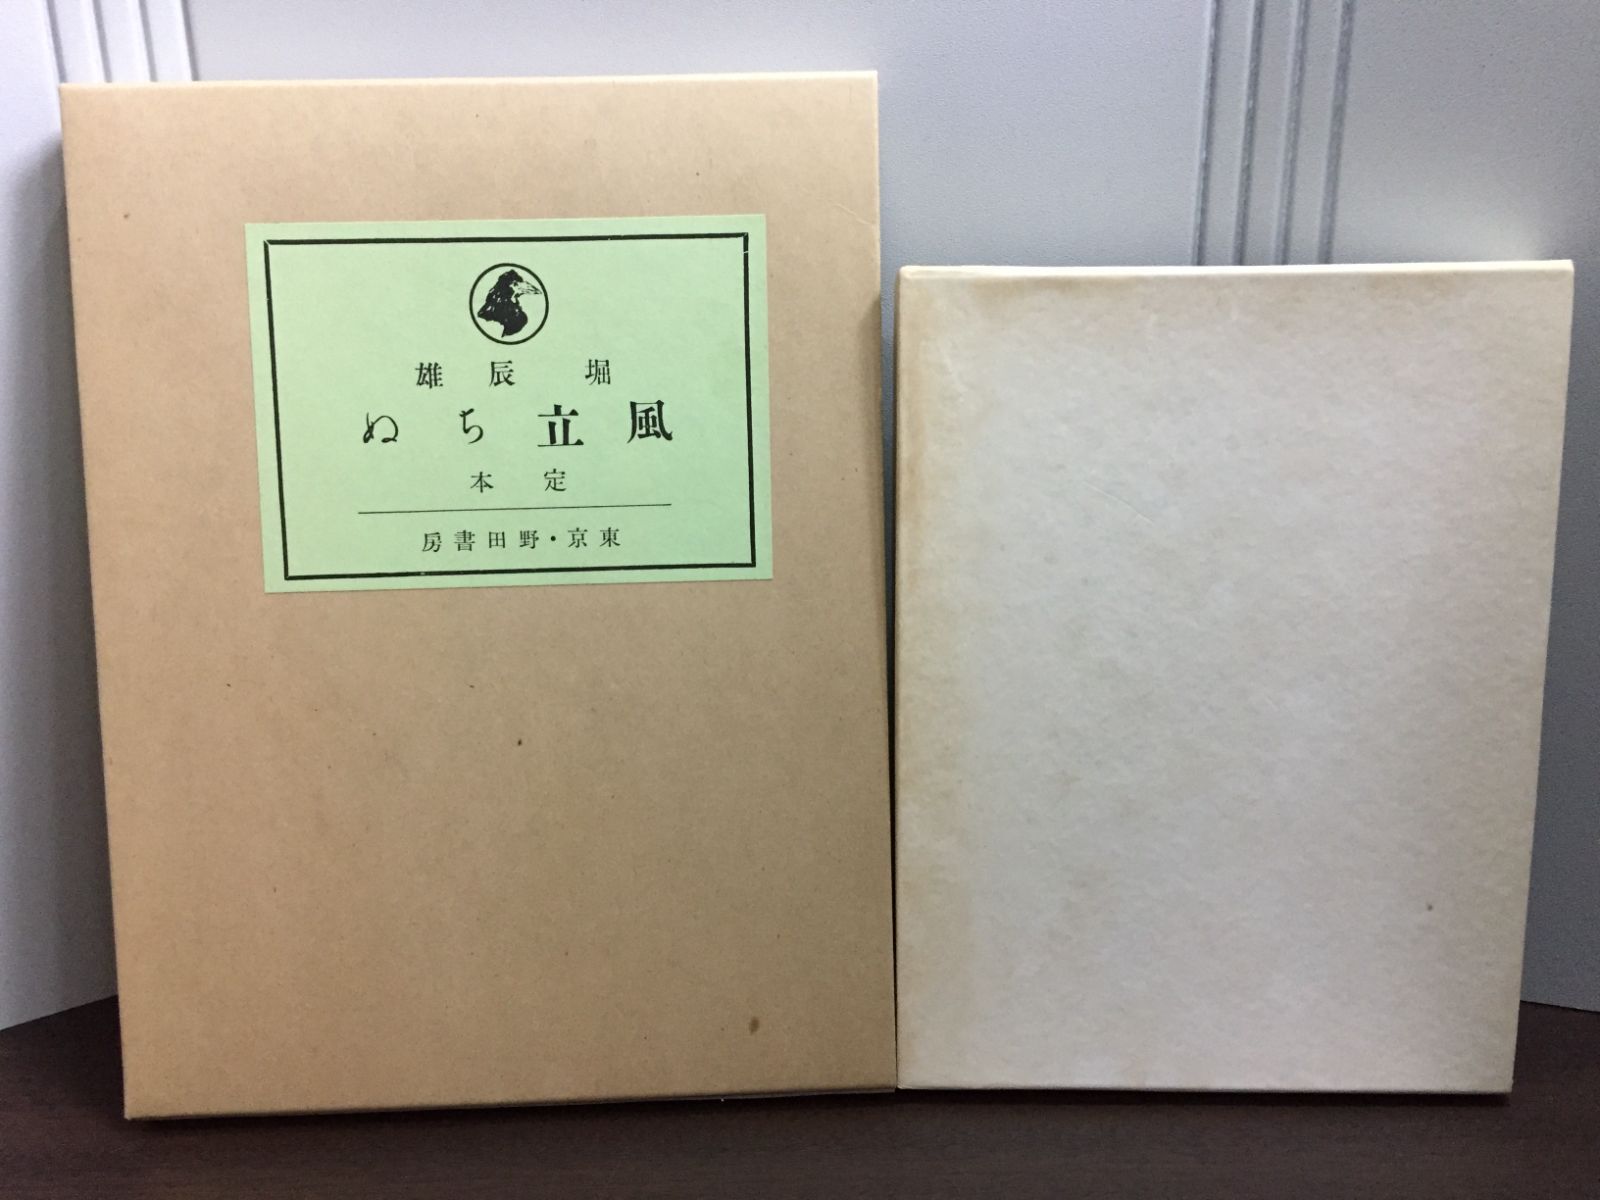 堀辰雄
風立ちぬ
定本
東京・野田書房